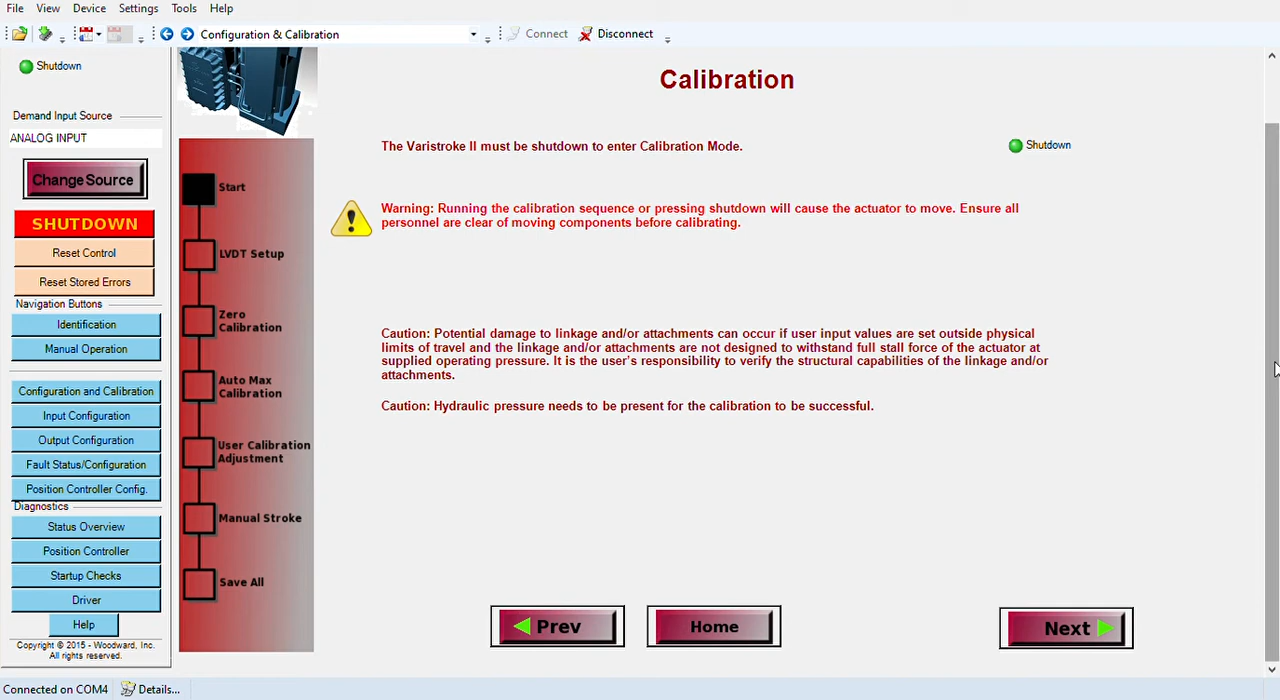 File View Device Settings Tools Help
Configuration & Calibration Connect Disconnect
Shutdown
Demand Input Source
ANALOG INPUT
Change Source
SHUTDOWN
Reset Control
Reset Stored Errors
Navigation Buttons
Identification
Manual Operation
Configuration and Calibration
Input Configuration
Output Configuration
Fault Status/Configuration
Position Controller Config.
Diagnostics
Status Overview
Position Controller
Startup Checks
Driver
Help
Copyright © 2015 - Woodward, Inc.
All rights reserved.
Start
LVDT Setup
Zero
Calibration
Auto Max
Calibration
User Calibration
Adjustment
Manual Stroke
Save All
Calibration
The Varistroke II must be shutdown to enter Calibration Mode.
Shutdown
Warning: Running the calibration sequence or pressing shutdown will cause the actuator to move. Ensure all
personnel are clear of moving components before calibrating.
Caution: Potential damage to linkage and/or attachments can occur if user input values are set outside physical
limits of travel and the linkage and/or attachments are not designed to withstand full stall force of the actuator at
supplied operating pressure. It is the user's responsibility to verify the structural capabilities of the linkage and/or
attachments.
Caution: Hydraulic pressure needs to be present for the calibration to be successful.
Prev
Home
Next
Connected on COM4 Details...